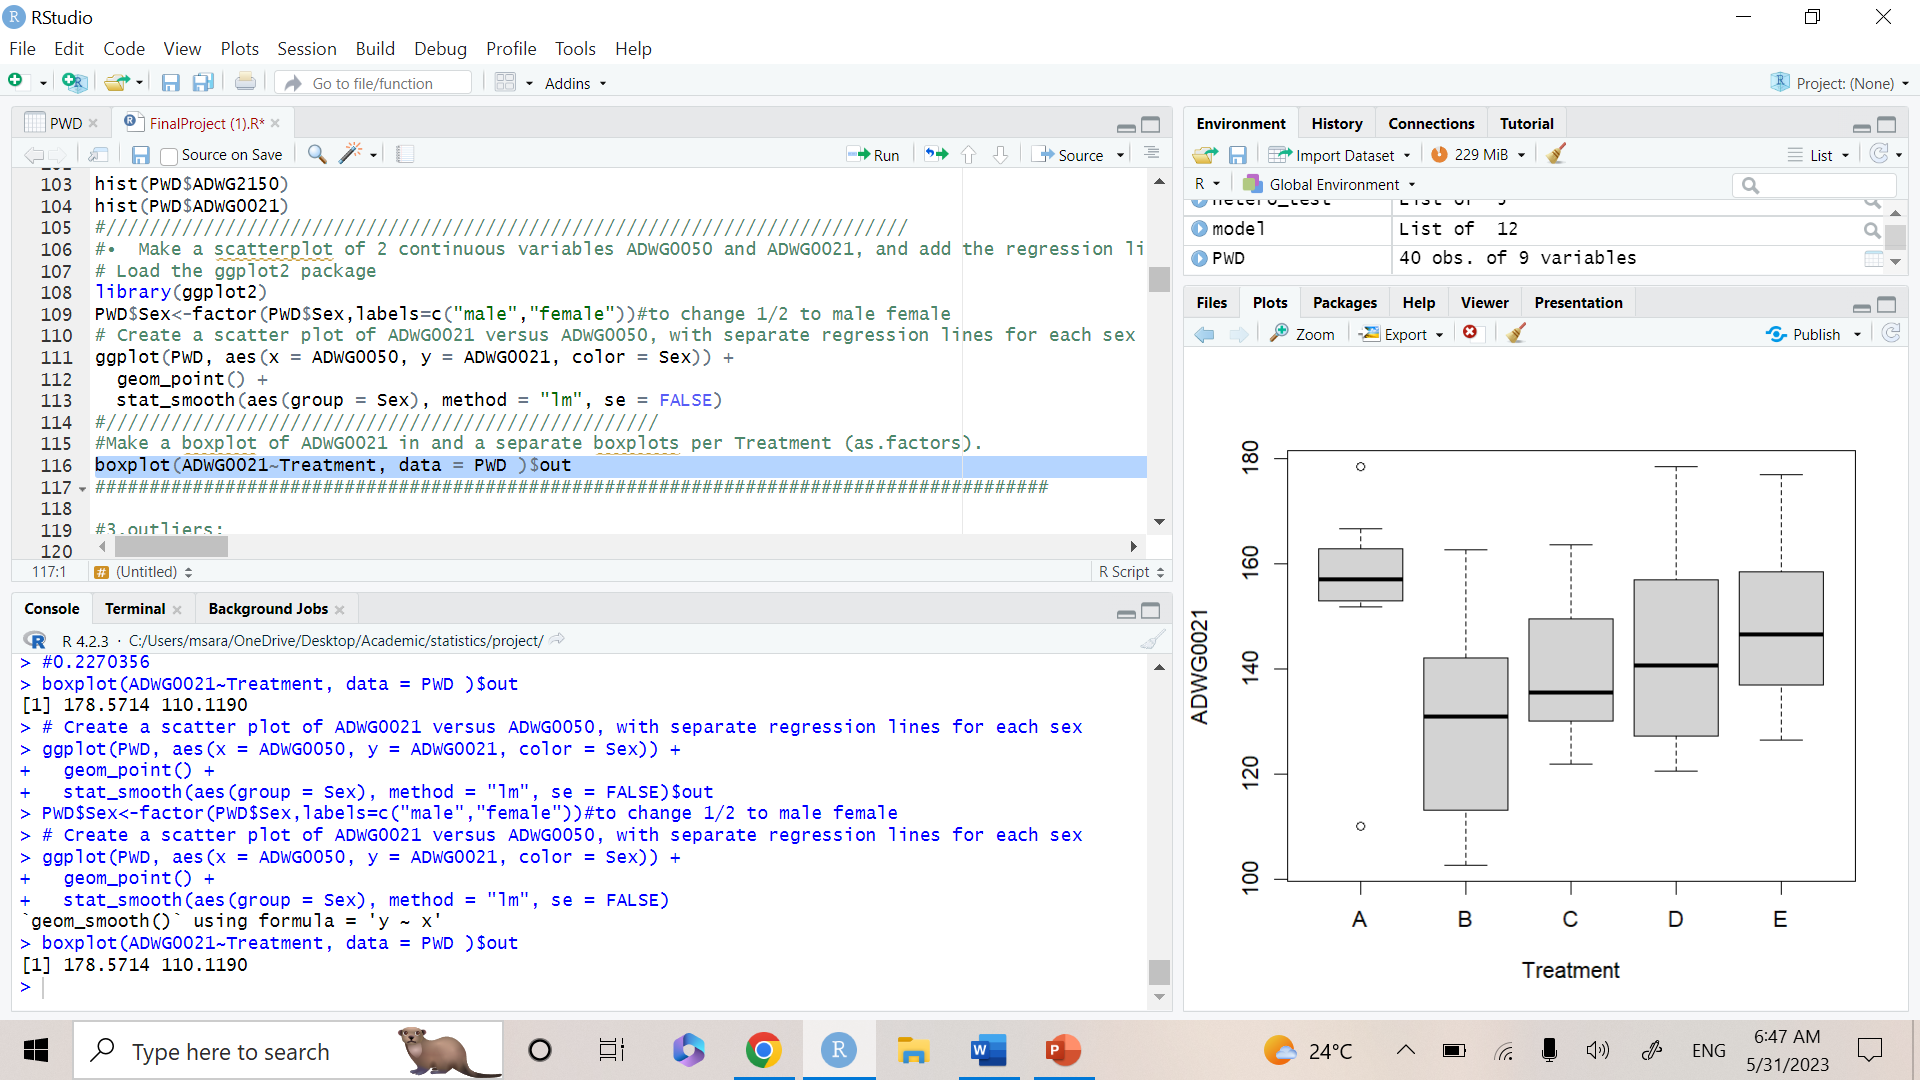 RStudio
File Edit Code View Plots Session Build Debug Profile Tools Help
Go to file/function Addins Project: (None)
PWD FinalProject (1).R*
Source on Save Run Source
103 hist(PWD$ADWG2150)
104 hist(PWD$ADWG0021)
105 #//////////////////////////////////////////////////////////////////////////
106 #• Make a scatterplot of 2 continuous variables ADWG0050 and ADWG0021, and add the regression li
107 # Load the ggplot2 package
108 library(ggplot2)
109 PWD$Sex<-factor(PWD$Sex,labels=c("male","female"))#to change 1/2 to male female
110 # Create a scatter plot of ADWG0021 versus ADWG0050, with separate regression lines for each sex
111 ggplot(PWD, aes(x = ADWG0050, y = ADWG0021, color = Sex)) +
112 geom_point() +
113 stat_smooth(aes(group = Sex), method = "lm", se = FALSE)
114 #///////////////////////////////////////////////////
115 #Make a boxplot of ADWG0021 in and a separate boxplots per Treatment (as.factors).
116 boxplot(ADWG0021~Treatment, data = PWD )$out
117 ########################################################################################
118
119 #3.outliers:
120
117:1 # (Untitled) R Script
Console Terminal Background Jobs
R 4.2.3 · C:/Users/msara/OneDrive/Desktop/Academic/statistics/project/
> #0.2270356
> boxplot(ADWG0021~Treatment, data = PWD )$out
[1] 178.5714 110.1190
> # Create a scatter plot of ADWG0021 versus ADWG0050, with separate regression lines for each sex
> ggplot(PWD, aes(x = ADWG0050, y = ADWG0021, color = Sex)) +
+ geom_point() +
+ stat_smooth(aes(group = Sex), method = "lm", se = FALSE)$out
> PWD$Sex<-factor(PWD$Sex,labels=c("male","female"))#to change 1/2 to male female
> # Create a scatter plot of ADWG0021 versus ADWG0050, with separate regression lines for each sex
> ggplot(PWD, aes(x = ADWG0050, y = ADWG0021, color = Sex)) +
+ geom_point() +
+ stat_smooth(aes(group = Sex), method = "lm", se = FALSE)
`geom_smooth()` using formula = 'y ~ x'
> boxplot(ADWG0021~Treatment, data = PWD )$out
[1] 178.5714 110.1190
>
Environment History Connections Tutorial
Import Dataset 229 MiB List
R Global Environment
hetero_test List of 5
model List of 12
PWD 40 obs. of 9 variables
Files Plots Packages Help Viewer Presentation
Zoom Export Publish
180
160
140
120
100
ADWG0021
A B C D E
Treatment
Type here to search
24°C ENG
6:47 AM
5/31/2023